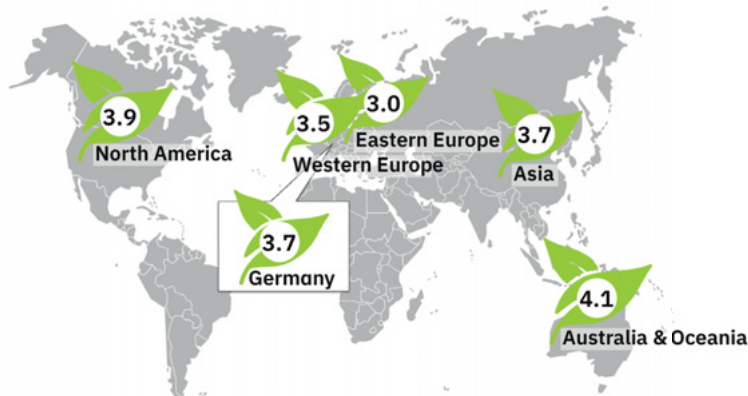 3.9
North America
3.5
Western Europe
3.0
Eastern Europe
3.7
Asia
3.7
Germany
4.1
Australia & Oceania